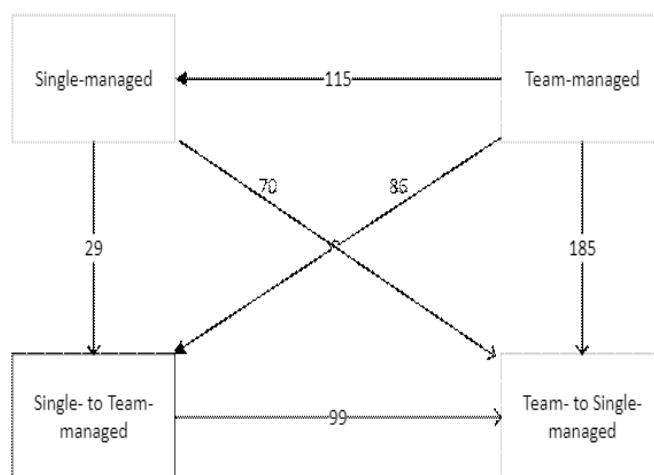 Single-managed
115
Team-managed
70
86
29
185
Single- to Team-
managed
99
Team- to Single-
managed